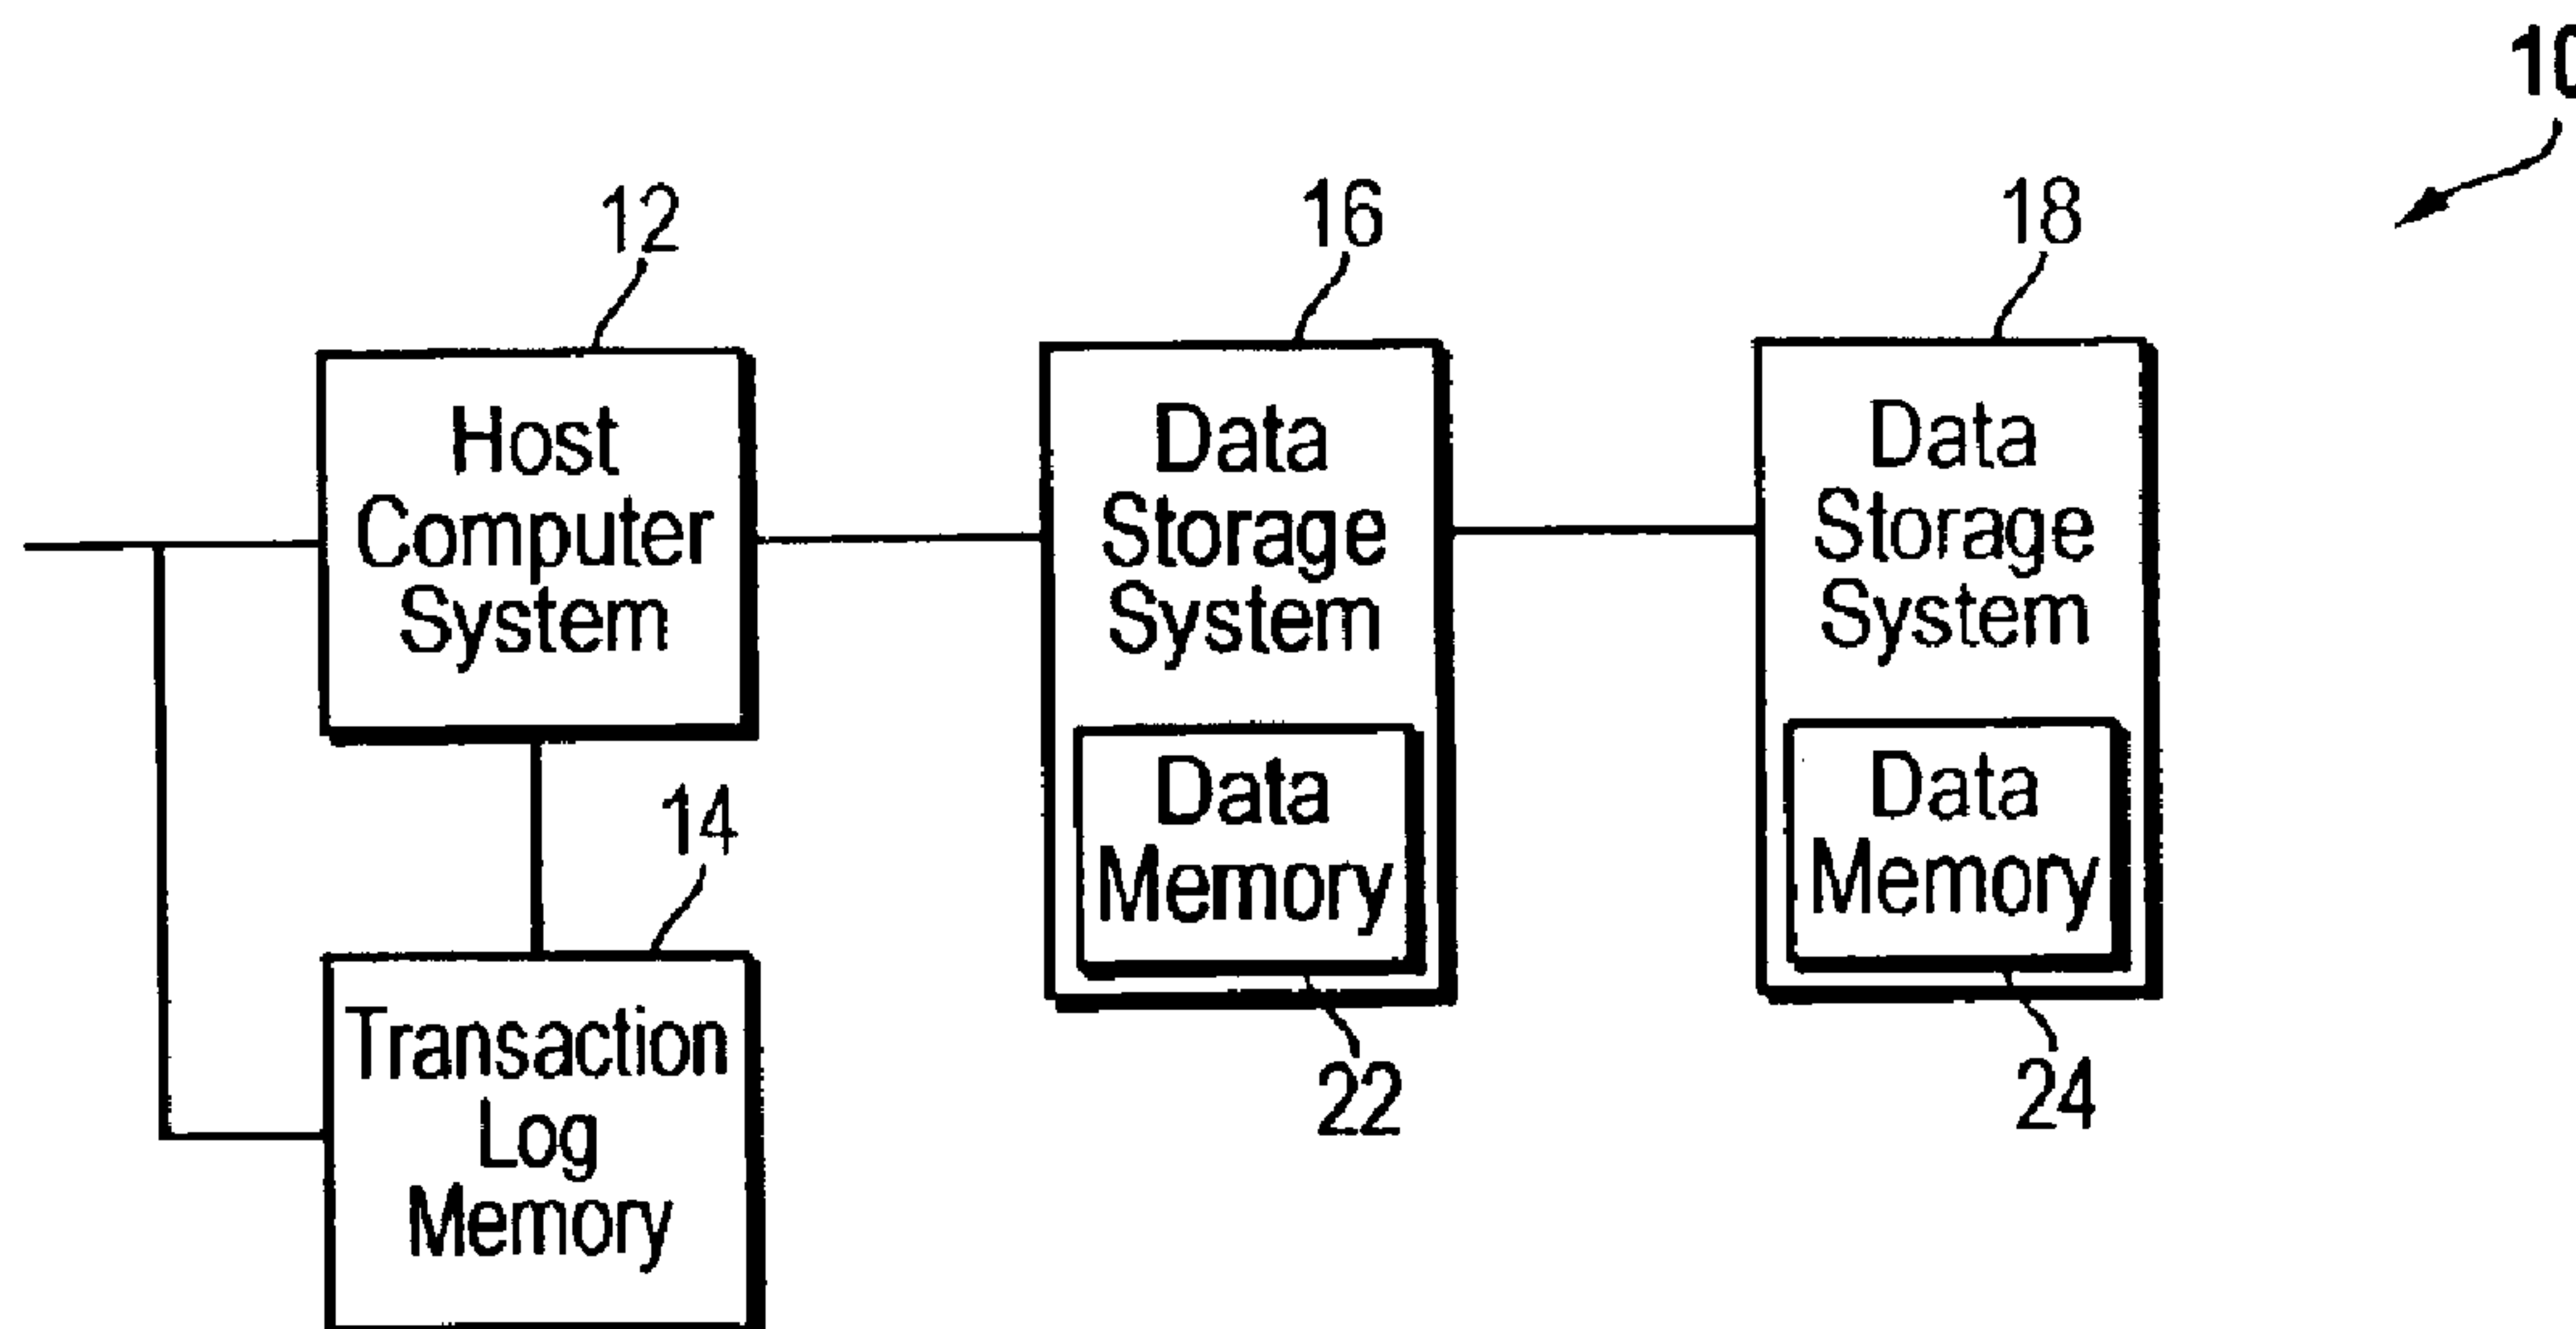 10
12
16
18
Host
Computer
System
Data
Storage
System
Data
Storage
System
Data
Memory
Data
Memory
14
Transaction
Log
Memory
22
24